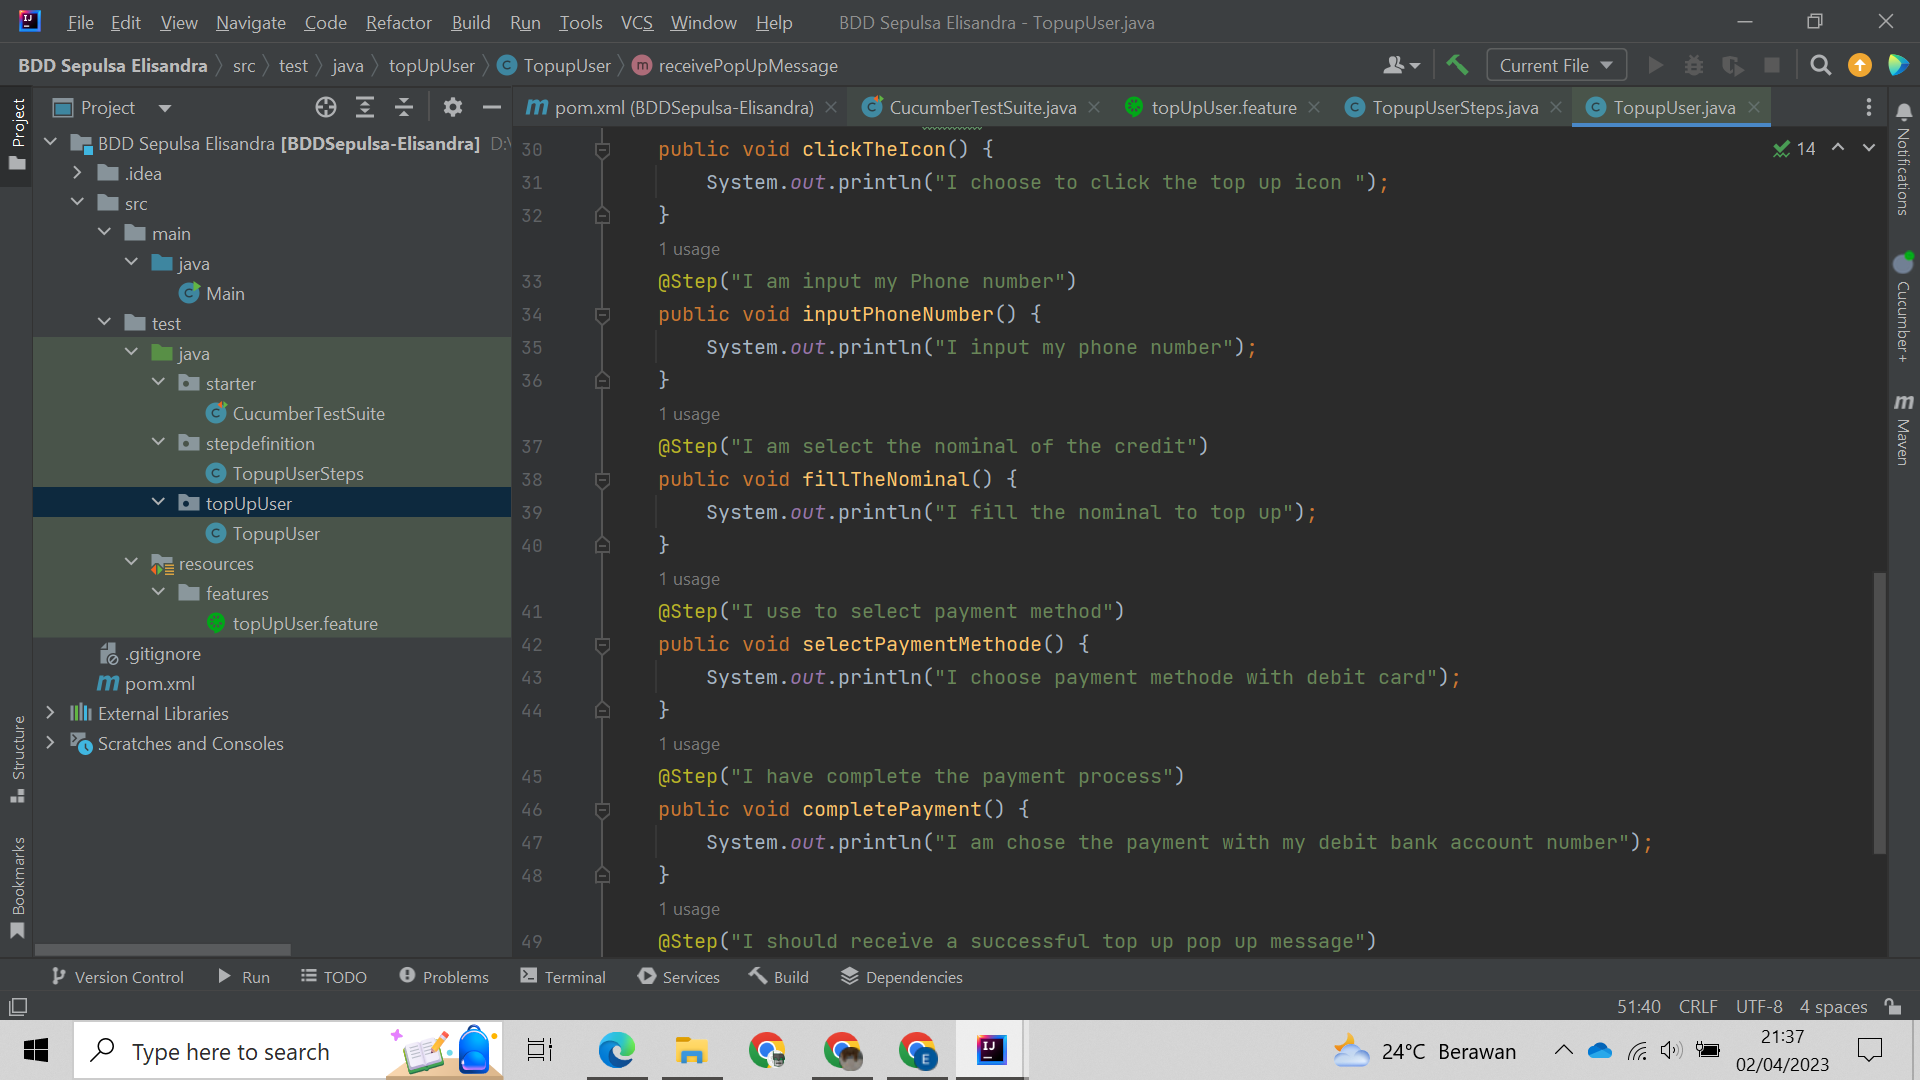 File Edit View Navigate Code Refactor Build Run Tools VCS Window Help BDD Sepulsa Elisandra - TopupUser.java
BDD Sepulsa Elisandra src test java topUpUser TopupUser receivePopUpMessage Current File
Project
pom.xml (BDDSepulsa-Elisandra) CucumberTestSuite.java topUpUser.feature TopupUserSteps.java TopupUser.java
BDD Sepulsa Elisandra [BDDSepulsa-Elisandra] D:\
.idea
src
main
java
Main
test
java
starter
CucumberTestSuite
stepdefinition
TopupUserSteps
topUpUser
TopupUser
resources
features
topUpUser.feature
.gitignore
pom.xml
External Libraries
Scratches and Consoles
Project
Structure
Bookmarks
14
30 public void clickTheIcon() {
31 System.out.println("I choose to click the top up icon ");
32 }
1 usage
33 @Step("I am input my Phone number")
34 public void inputPhoneNumber() {
35 System.out.println("I input my phone number");
36 }
1 usage
37 @Step("I am select the nominal of the credit")
38 public void fillTheNominal() {
39 System.out.println("I fill the nominal to top up");
40 }
1 usage
41 @Step("I use to select payment method")
42 public void selectPaymentMethode() {
43 System.out.println("I choose payment methode with debit card");
44 }
1 usage
45 @Step("I have complete the payment process")
46 public void completePayment() {
47 System.out.println("I am chose the payment with my debit bank account number");
48 }
1 usage
49 @Step("I should receive a successful top up pop up message")
Notifications
Cucumber+
Maven
Version Control Run TODO Problems Terminal Services Build Dependencies
51:40 CRLF UTF-8 4 spaces
Type here to search
24°C Berawan
21:37
02/04/2023